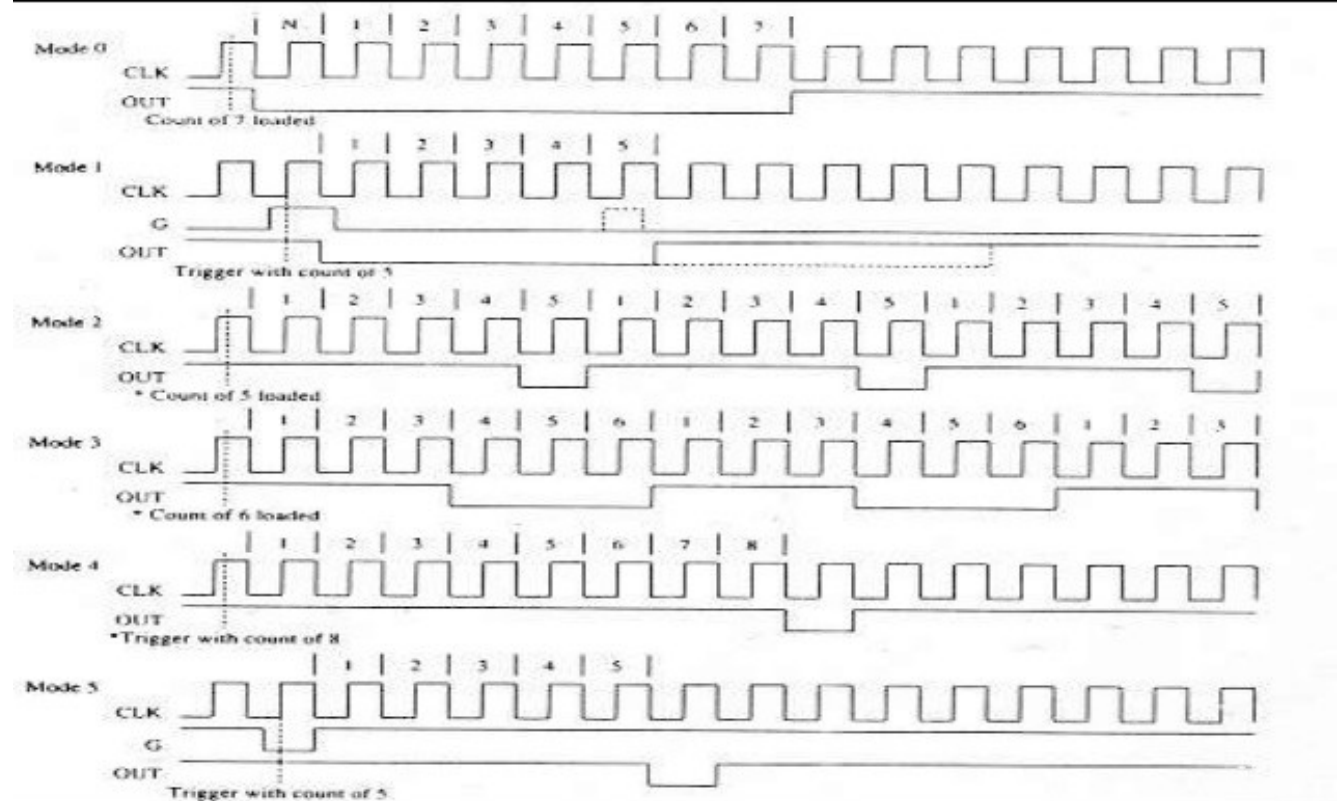 N 1 2 3 4 5 6 7
Mode 0
CLK
OUT
Count of 7 loaded
1 2 3 4 5
Mode 1
CLK
G
OUT
Trigger with count of 5
1 2 3 4 5 1 2 3 4 5 1 2 3 4 5
Mode 2
CLK
OUT
* Count of 5 loaded
1 2 3 4 5 6 1 2 3 4 5 6 1 2 3
Mode 3
CLK
OUT
* Count of 6 loaded
1 2 3 4 5 6 7 8
Mode 4
CLK
OUT
*Trigger with count of 8
1 2 3 4 5
Mode 5
CLK
G
OUT
Trigger with count of 5